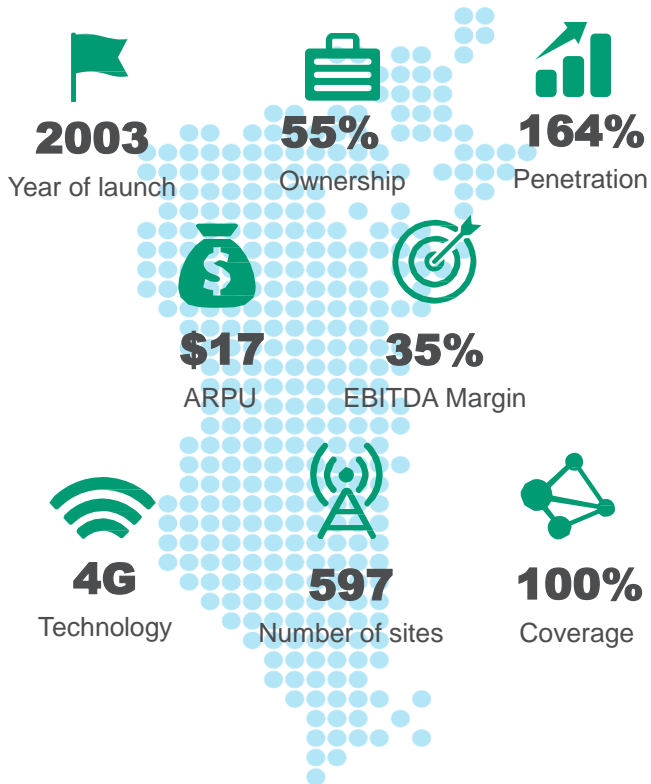 2003
55%
164%
Year of launch
Ownership
Penetration
$
$17
35%
ARPU
EBITDA Margin
4G
597
100%
Technology
Number of sites
Coverage